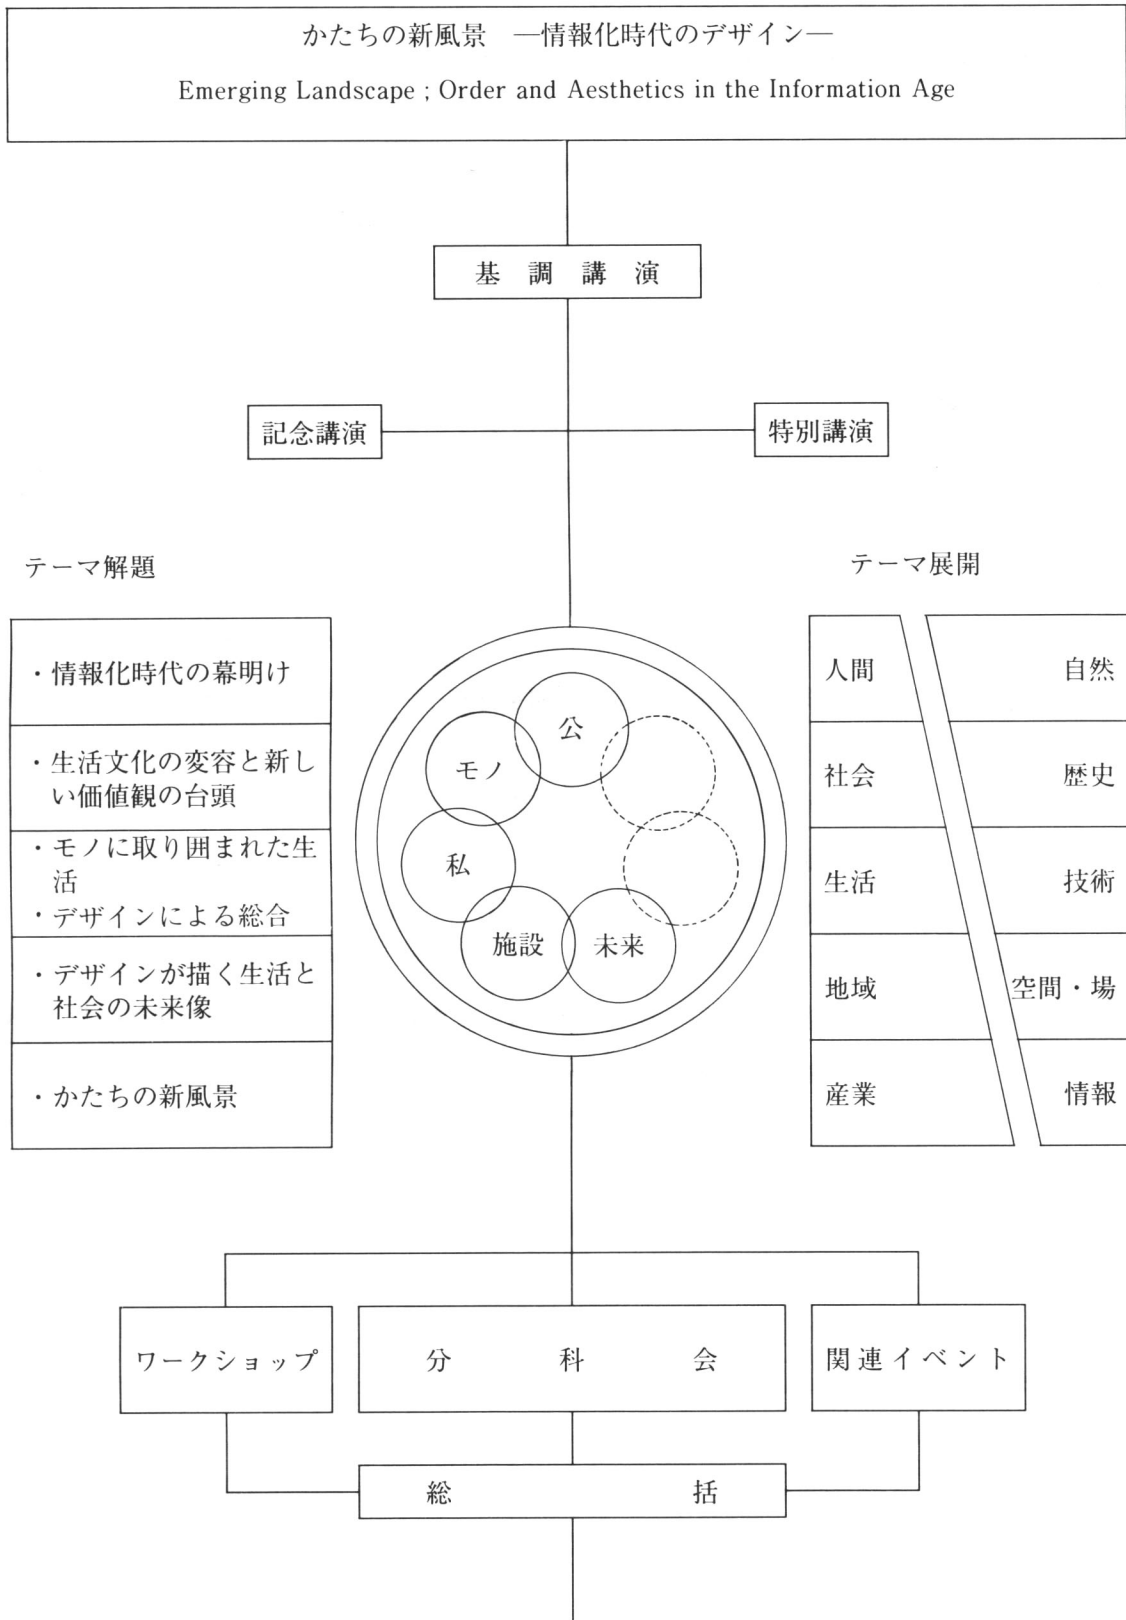 かたちの新風景 ―情報化時代のデザイン―
Emerging Landscape ; Order and Aesthetics in the Information Age
基調講演
記念講演
特別講演
テーマ解題
・情報化時代の幕明け
・生活文化の変容と新し
い価値観の台頭
・モノに取り囲まれた生
活
・デザインによる総合
・デザインが描く生活と
社会の未来像
・かたちの新風景
公
モノ
私
施設
未来
テーマ展開
人間
自然
社会
歴史
生活
技術
地域
空間・場
産業
情報
ワークショップ
分科会
関連イベント
総括